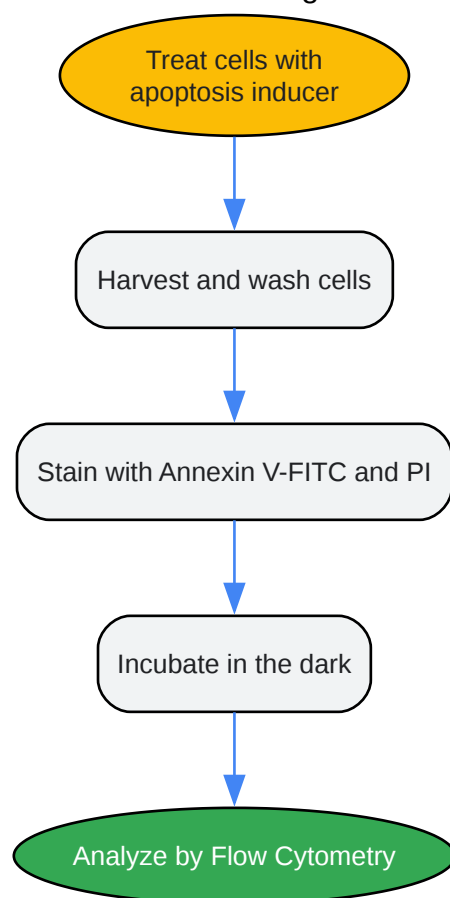 Treat cells with
apoptosis inducer
Harvest and wash cells
Stain with Annexin V-FITC and PI
Incubate in the dark
Analyze by Flow Cytometry